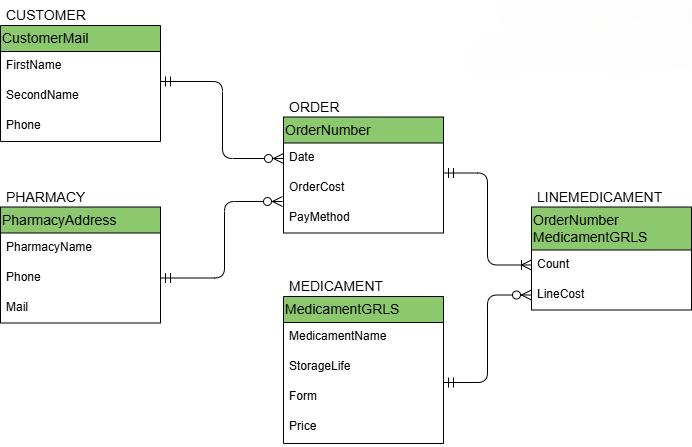 CUSTOMER
CustomerMail
FirstName
SecondName
Phone
PHARMACY
PharmacyAddress
PharmacyName
Phone
Mail
ORDER
OrderNumber
Date
OrderCost
PayMethod
MEDICAMENT
MedicamentGRLS
MedicamentName
StorageLife
Form
Price
LINEMEDICAMENT
OrderNumber
MedicamentGRLS
Count
LineCost